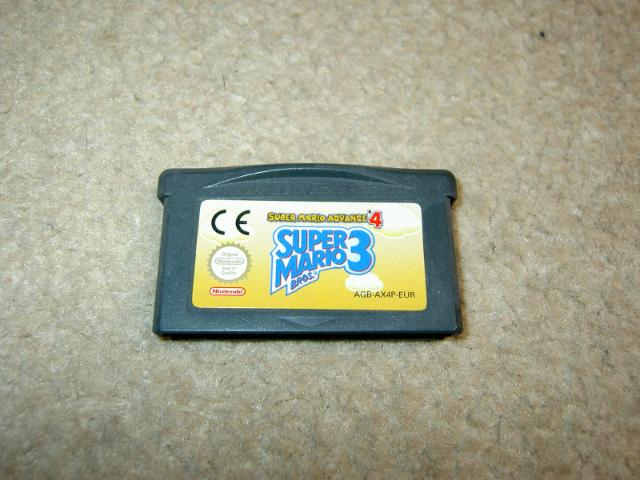 CE
SUPER MARIO ADVANCE 4
SUPER
MARIO 3
BROS.
Original
Nintendo
Seal of
Quality
Nintendo
AGB-AX4P-EUR